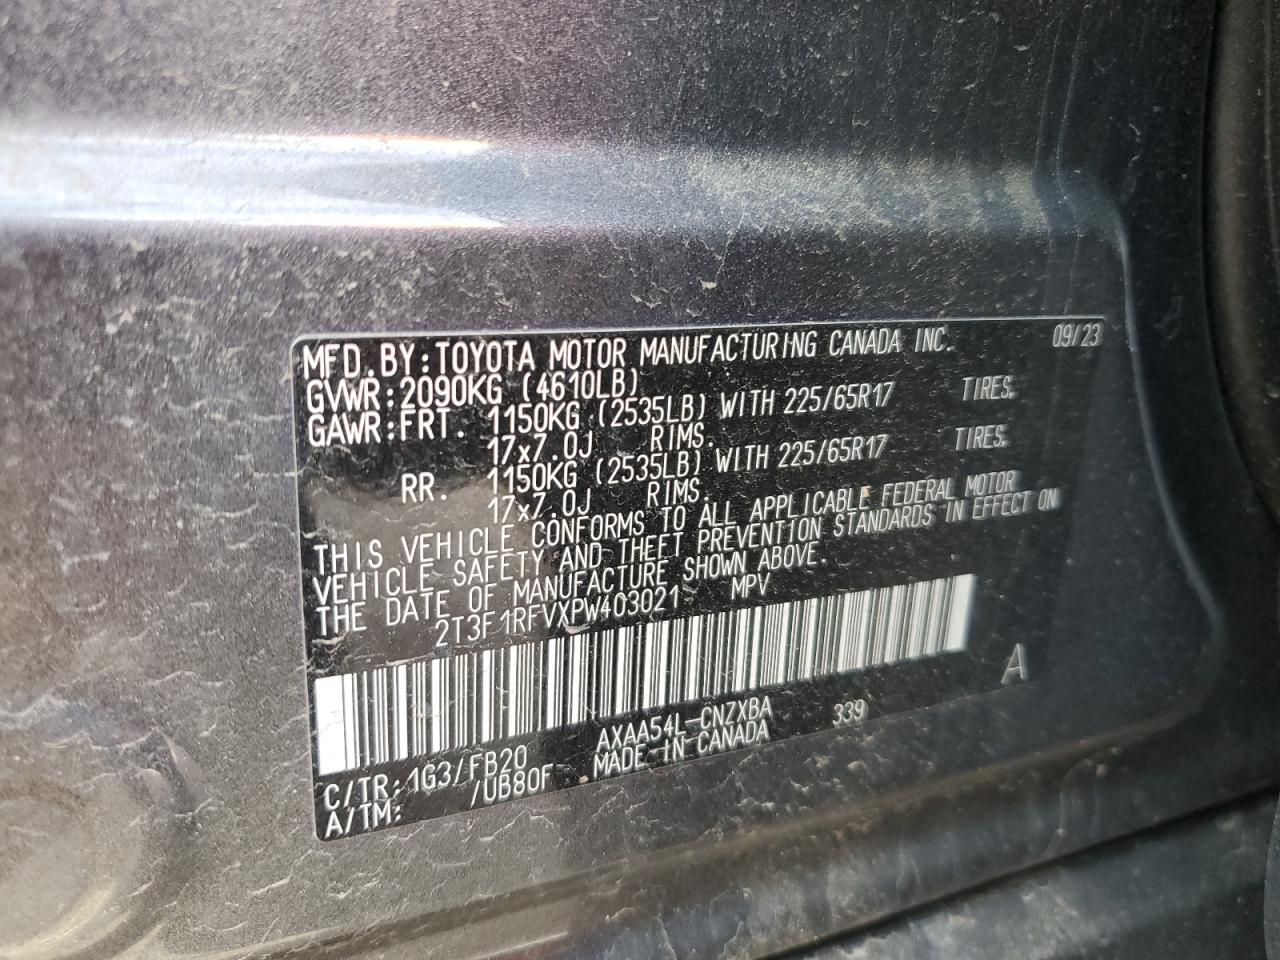 MFD.BY:TOYOTA MOTOR MANUFACTURING CANADA INC. 09/23
GVWR:2090KG (4610LB)
GAWR:FRT. 1150KG (2535LB) WITH 225/65R17 TIRES.
17x7.0J RIMS.
RR. 1150KG (2535LB) WITH 225/65R17 TIRES.
17x7.0J RIMS.
THIS VEHICLE CONFORMS TO ALL APPLICABLE FEDERAL MOTOR
VEHICLE SAFETY AND THEFT PREVENTION STANDARDS IN EFFECT ON
THE DATE OF MANUFACTURE SHOWN ABOVE.
2T3F1RFVXPW403021 MPV
A
C/TR:1G3/FB20 AXAA54L-CNZXBA 339
A/TM: /UB80F MADE IN CANADA